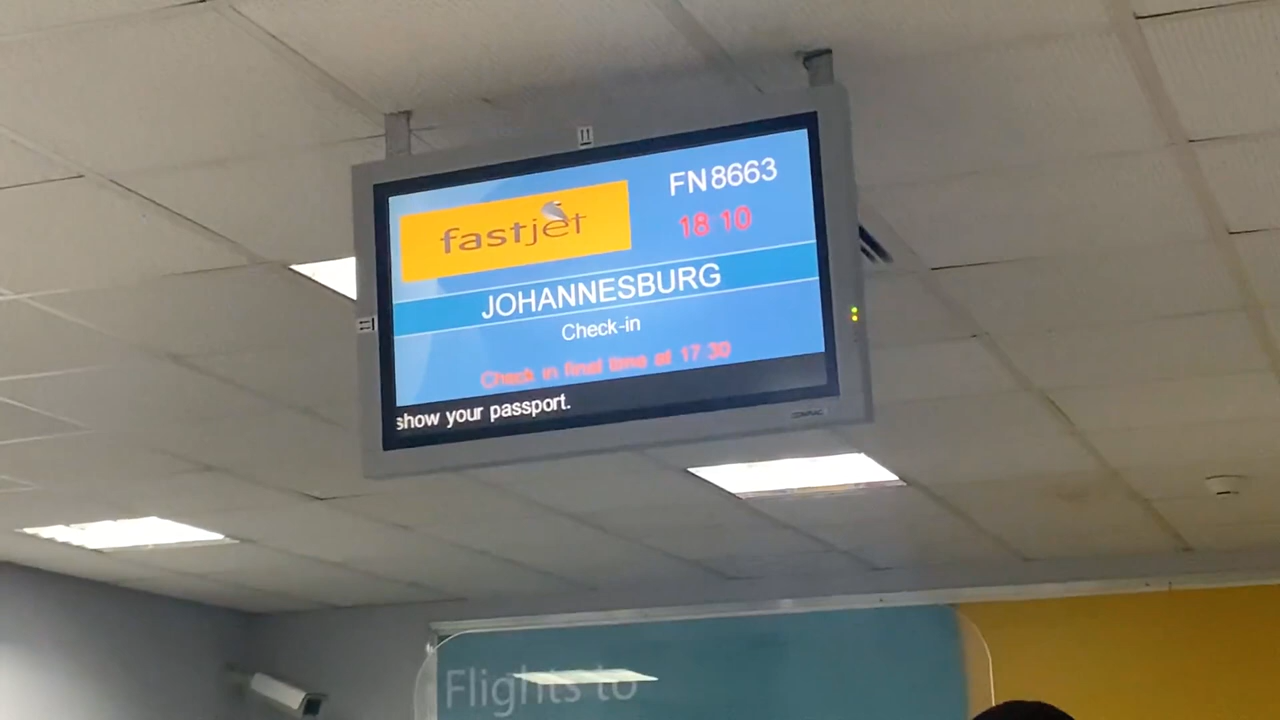 fastjet
FN8663
18 10
JOHANNESBURG
Check-in
Check in final time at 17 30
show your passport.
Flights to